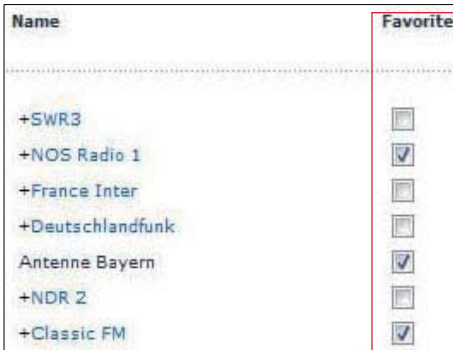 Name Favorite
+SWR3
+NOS Radio 1
+France Inter
+Deutschlandfunk
Antenne Bayern
+NDR 2
+Classic FM